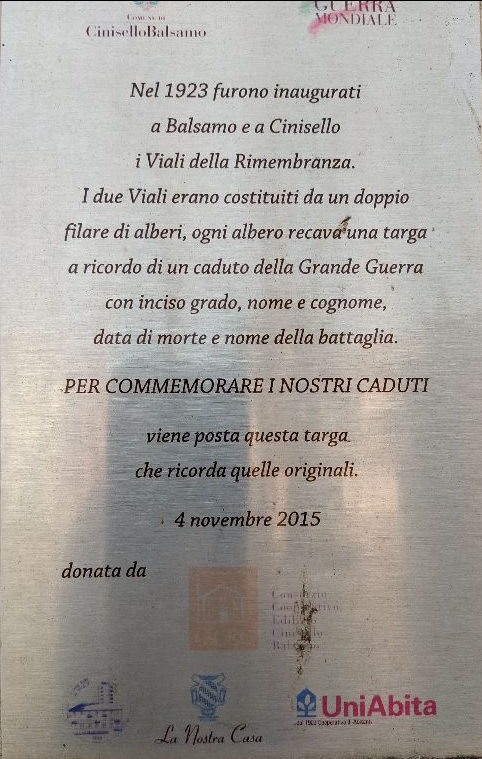 COMUNE DI
CiniselloBalsamo
GUERRA
MONDIALE
Nel 1923 furono inaugurati
a Balsamo e a Cinisello
i Viali della Rimembranza.
I due Viali erano costituiti da un doppio
filare di alberi, ogni albero recava una targa
a ricordo di un caduto della Grande Guerra
con inciso grado, nome e cognome,
data di morte e nome della battaglia.
PER COMMEMORARE I NOSTRI CADUTI
viene posta questa targa
che ricorda quelle originali.
4 novembre 2015
donata da
Consorzio
Cooperativo
Edilizio
Cinisello
Balsamo
La Nostra Casa
UniAbita